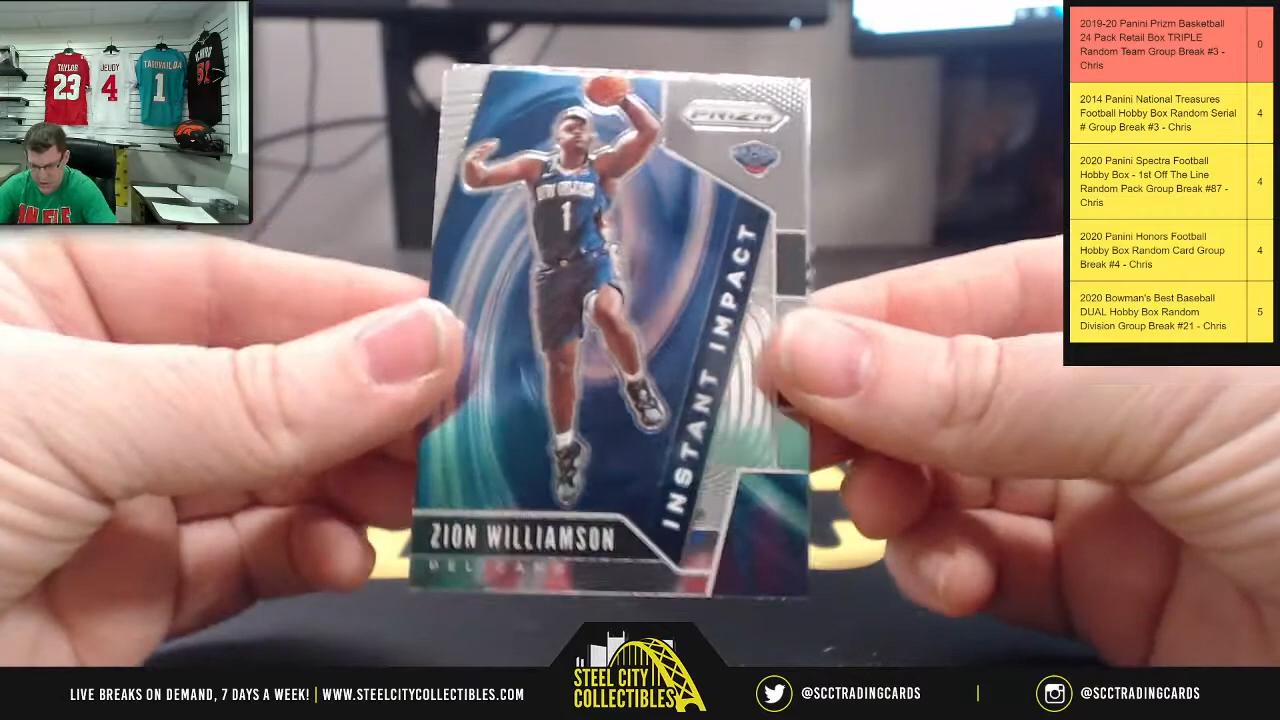 TAYLOR
23
JEUDY
4
TAGOVAILOA
1
51
PRIZM
NEW ORLEANS
1
INSTANT IMPACT
ZION WILLIAMSON
PELICANS
2019-20 Panini Prizm Basketball
24 Pack Retail Box TRIPLE
Random Team Group Break #3 -
Chris
0
2014 Panini National Treasures
Football Hobby Box Random Serial
# Group Break #3 - Chris
4
2020 Panini Spectra Football
Hobby Box - 1st Off The Line
Random Pack Group Break #87 -
Chris
4
2020 Panini Honors Football
Hobby Box Random Card Group
Break #4 - Chris
4
2020 Bowman's Best Baseball
DUAL Hobby Box Random
Division Group Break #21 - Chris
5
LIVE BREAKS ON DEMAND, 7 DAYS A WEEK! | WWW.STEELCITYCOLLECTIBLES.COM
STEEL CITY
COLLECTIBLES
@SCCTRADINGCARDS
@SCCTRADINGCARDS